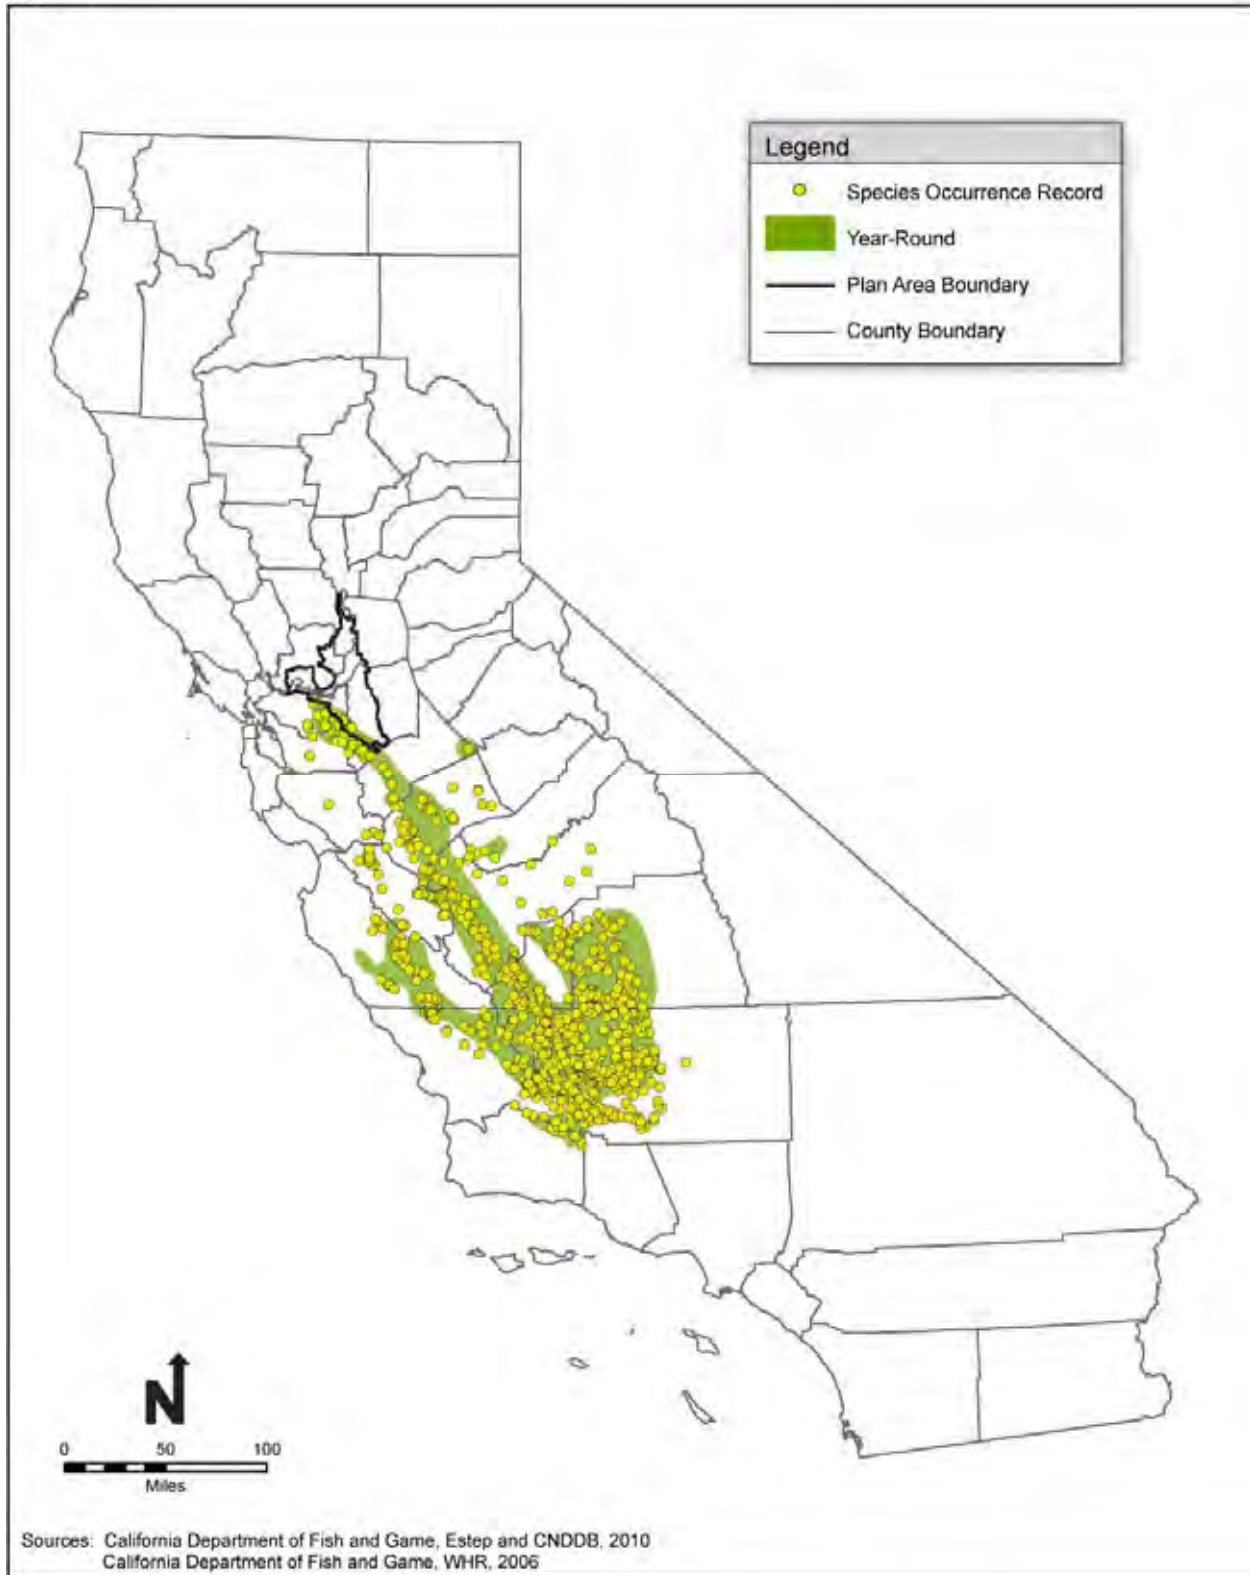 Legend
Species Occurrence Record
Year-Round
Plan Area Boundary
County Boundary
N
0 50 100
Miles
Sources: California Department of Fish and Game, Estep and CNDDB, 2010
California Department of Fish and Game, WHR, 2006